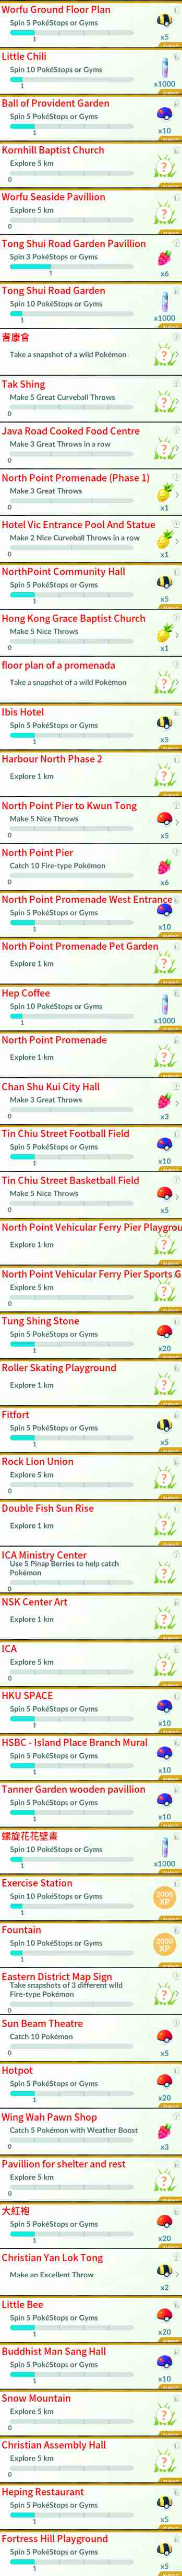 Worfu Ground Floor Plan
Spin 5 PokéStops or Gyms
1
x5
Little Chili
Spin 10 PokéStops or Gyms
1
x1000
Ball of Provident Garden
Spin 5 PokéStops or Gyms
1
x10
Kornhill Baptist Church
Explore 5 km
0
Worfu Seaside Pavillion
Explore 5 km
0
Tong Shui Road Garden Pavillion
Spin 3 PokéStops or Gyms
1
x6
Tong Shui Road Garden
Spin 10 PokéStops or Gyms
1
x1000
耆康會
Take a snapshot of a wild Pokémon
Tak Shing
Make 5 Great Curveball Throws
0
Java Road Cooked Food Centre
Make 3 Great Throws in a row
0
North Point Promenade (Phase 1)
Make 3 Great Throws
0
x1
Hotel Vic Entrance Pool And Statue
Make 2 Nice Curveball Throws in a row
0
x1
NorthPoint Community Hall
Spin 5 PokéStops or Gyms
1
x5
Hong Kong Grace Baptist Church
Make 5 Nice Throws
0
x1
floor plan of a promenada
Take a snapshot of a wild Pokémon
Ibis Hotel
Spin 5 PokéStops or Gyms
1
x5
Harbour North Phase 2
Explore 1 km
North Point Pier to Kwun Tong
Make 5 Nice Throws
0
x5
North Point Pier
Catch 10 Fire-type Pokémon
0
x6
North Point Promenade West Entrance
Spin 5 PokéStops or Gyms
1
x10
North Point Promenade Pet Garden
Explore 1 km
Hep Coffee
Spin 10 PokéStops or Gyms
1
x1000
North Point Promenade
Explore 1 km
Chan Shu Kui City Hall
Make 3 Great Throws
0
x3
Tin Chiu Street Football Field
Spin 5 PokéStops or Gyms
1
x10
Tin Chiu Street Basketball Field
Make 5 Nice Throws
0
x5
North Point Vehicular Ferry Pier Playgrou
Explore 1 km
North Point Vehicular Ferry Pier Sports G
Explore 5 km
0
Tung Shing Stone
Spin 5 PokéStops or Gyms
1
x20
Roller Skating Playground
Explore 1 km
Fitfort
Spin 5 PokéStops or Gyms
1
x5
Rock Lion Union
Explore 5 km
0
Double Fish Sun Rise
Explore 1 km
ICA Ministry Center
Use 5 Pinap Berries to help catch
Pokémon
0
NSK Center Art
Explore 1 km
ICA
Explore 5 km
0
HKU SPACE
Spin 5 PokéStops or Gyms
1
x10
HSBC - Island Place Branch Mural
Spin 5 PokéStops or Gyms
1
x10
Tanner Garden wooden pavillion
Spin 5 PokéStops or Gyms
1
x10
螺旋花花壁畫
Spin 10 PokéStops or Gyms
1
x1000
Exercise Station
Spin 10 PokéStops or Gyms
1
2000
XP
Fountain
Spin 10 PokéStops or Gyms
1
2000
XP
Eastern District Map Sign
Take snapshots of 3 different wild
Fire-type Pokémon
0
Sun Beam Theatre
Catch 10 Pokémon
0
x5
Hotpot
Spin 5 PokéStops or Gyms
1
x20
Wing Wah Pawn Shop
Catch 5 Pokémon with Weather Boost
0
x3
Pavillion for shelter and rest
Explore 5 km
0
大紅袍
Spin 5 PokéStops or Gyms
1
x20
Christian Yan Lok Tong
Make an Excellent Throw
x2
Little Bee
Spin 5 PokéStops or Gyms
1
x20
Buddhist Man Sang Hall
Spin 5 PokéStops or Gyms
1
x10
Snow Mountain
Explore 5 km
0
Christian Assembly Hall
Explore 5 km
0
Heping Restaurant
Spin 5 PokéStops or Gyms
1
x5
Fortress Hill Playground
Spin 5 PokéStops or Gyms
1
x5